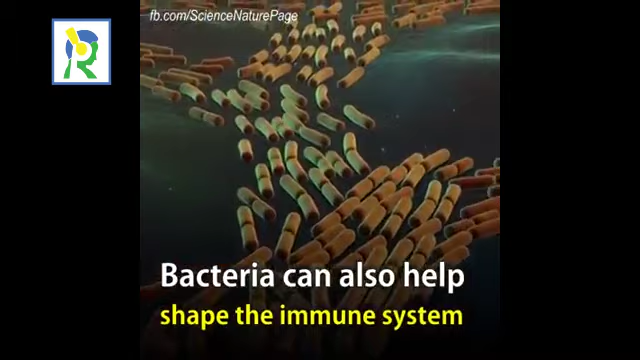 fb.com/ScienceNaturePage
Bacteria can also help
shape the immune system